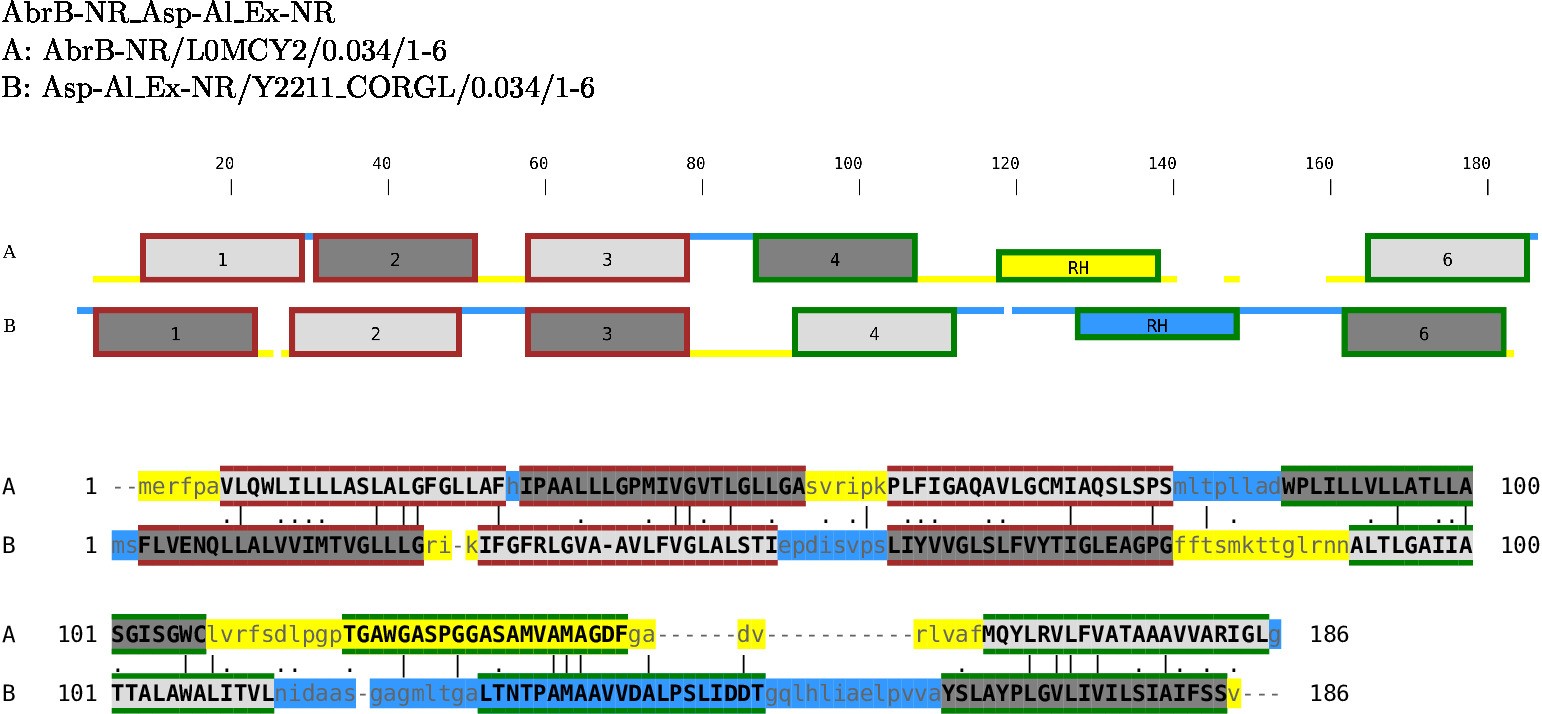 AbrB-NR_Asp-Al_Ex-NR
A: AbrB-NR/L0MCY2/0.034/1-6
B: Asp-Al_Ex-NR/Y2211_CORGL/0.034/1-6
20 40 60 80 100 120 140 160 180
A 1 2 3 4 RH 6
B 1 2 3 4 RH 6
A 1 --merfpaVLQWLILLLASLALGFGLLAFhIPAALLLGPMIVGVTLGLLGAsvripkPLFIGAQAVLGCMIAQSLSPSmltplladWPLILLVLLATLLA 100
B 1 msFLVENQLLALVVIMTVGLLLGri-kIFGFRLGVA-AVLFVGLALSTIepdisvpsLIYVVGLSLFVYTIGLEAGPGfftsmkttglrnnALTLGAIIA 100
A 101 SGISGWClvrfsdlpgpTGAWGASPGGASAMVAMAGDFga------dv-----------rlvafMQYLRVLFVATAAAVVARIGLg 186
B 101 TTALAWALITVLnidaas-gagmltgaLTNTPAMAAVVDALPSLIDDTgqlhliaelpvvaYSLAYPLGVLIVILSIAIFSSv--- 186